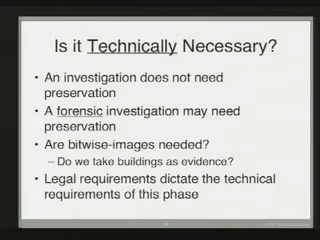 Is it Technically Necessary?
• An investigation does not need
preservation
• A forensic investigation may need
preservation
• Are bitwise-images needed?
– Do we take buildings as evidence?
• Legal requirements dictate the technical
requirements of this phase